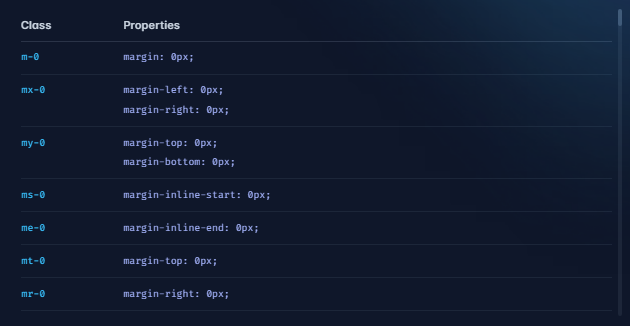 Class Properties
m-0 margin: 0px;
mx-0 margin-left: 0px;
margin-right: 0px;
my-0 margin-top: 0px;
margin-bottom: 0px;
ms-0 margin-inline-start: 0px;
me-0 margin-inline-end: 0px;
mt-0 margin-top: 0px;
mr-0 margin-right: 0px;